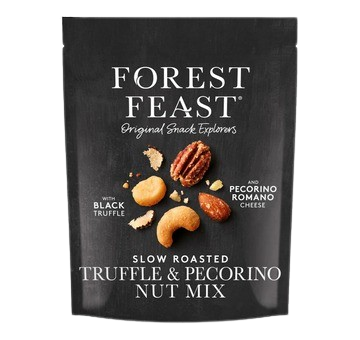 FOREST
FEAST®
Original Snack Explorers
WITH
BLACK
TRUFFLE
AND
PECORINO
ROMANO
CHEESE
SLOW ROASTED
TRUFFLE & PECORINO
NUT MIX